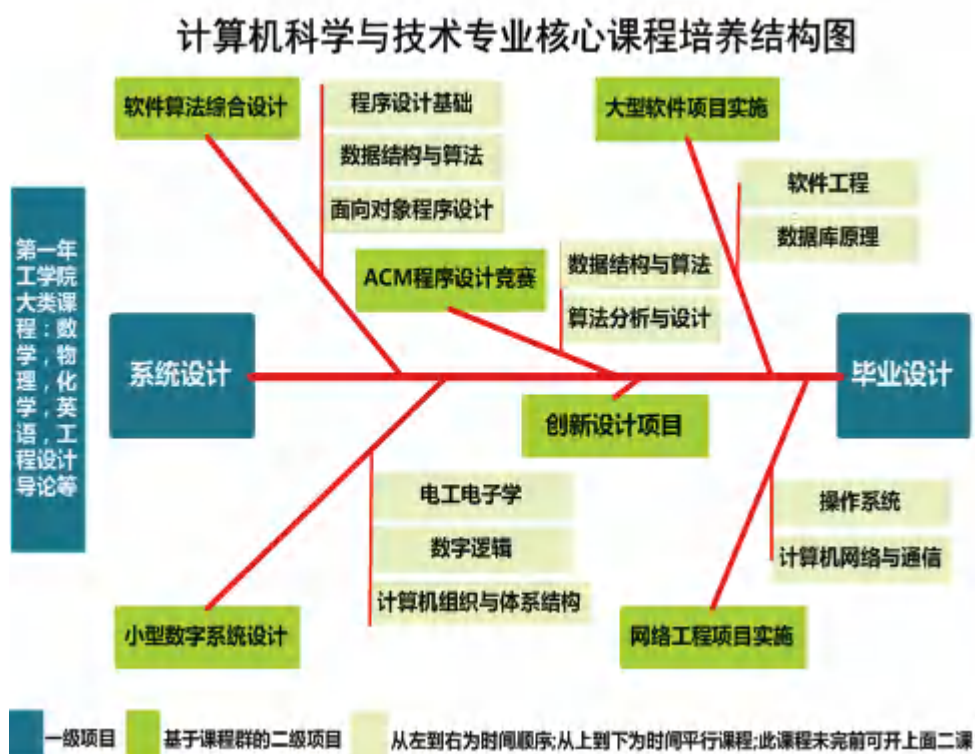 计算机科学与技术专业核心课程培养结构图
软件算法综合设计
程序设计基础
数据结构与算法
面向对象程序设计
大型软件项目实施
软件工程
数据库原理
ACM程序设计竞赛
数据结构与算法
算法分析与设计
第一年
工学院
大类课
程:数
学,物
理,化
学,英
语,工
程设计
导论等
系统设计
毕业设计
创新设计项目
电工电子学
数字逻辑
计算机组织与体系结构
小型数字系统设计
操作系统
计算机网络与通信
网络工程项目实施
一级项目
基于课程群的二级项目
从左到右为时间顺序;从上到下为时间平行课程;此课程未完前可开上面二课